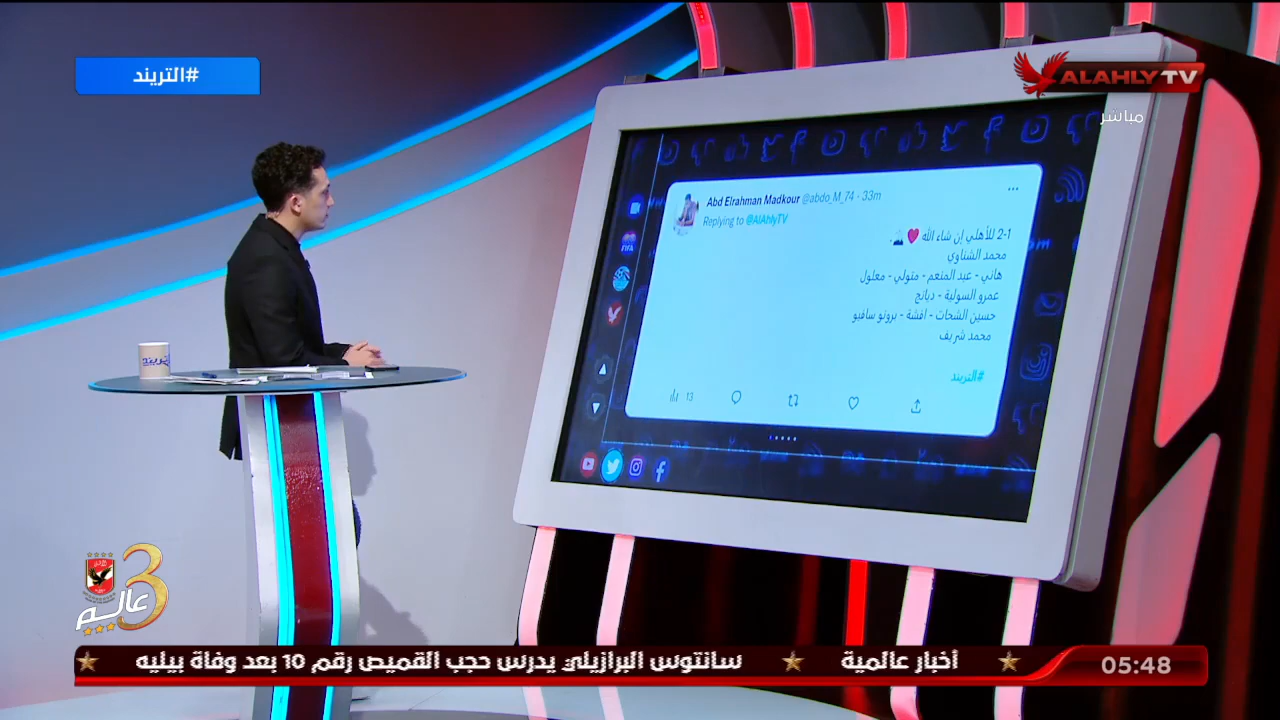 #التريند
ALAHLY TV
مباشر
Abd Elrahman Madkour @abdo_M_74 · 33m
Replying to @AlAhlyTV
2-1 للأهلي إن شاء الله
محمد الشناوي
هاني - عبد المنعم - متولي - معلول
عمرو السولية - ديانج
حسين الشحات - افشة - برونو سافيو
محمد شريف
#التريند
13
3
عالم
أخبار عالمية
سانتوس البرازيلي يدرس حجب القميص رقم 10 بعد وفاة بيليه
05:48